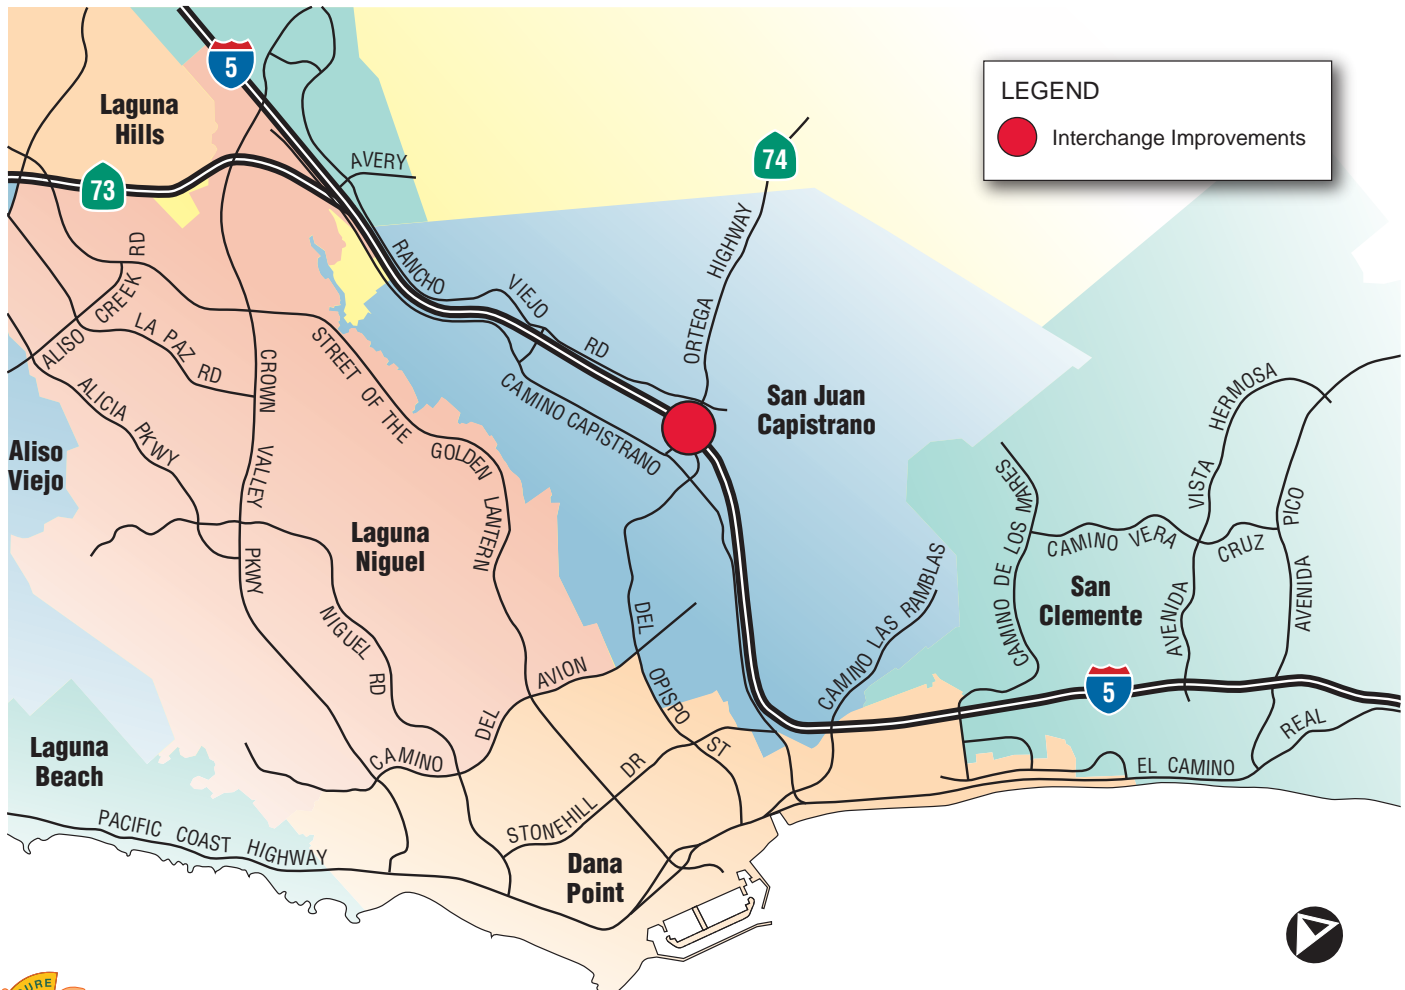 LEGEND
Interchange Improvements
5
Laguna
Hills
AVERY
74
73
RD
ALISO CREEK
RANCHO
VIEJO
RD
ORTEGA HIGHWAY
LA PAZ RD
STREET OF THE GOLDEN LANTERN
CROWN VALLEY PKWY
ALICIA PKWY
CAMINO CAPISTRANO
San Juan
Capistrano
VISTA HERMOSA
Aliso
Viejo
CAMINO DE LOS MARES
CAMINO VERA CRUZ
AVENIDA PICO
Laguna
Niguel
San
Clemente
AVENIDA
NIGUEL RD
DEL OPISPO ST
CAMINO LAS RAMBLAS
CAMINO DEL AVION
5
Laguna
Beach
STONEHILL DR
EL CAMINO REAL
PACIFIC COAST HIGHWAY
Dana
Point
URE